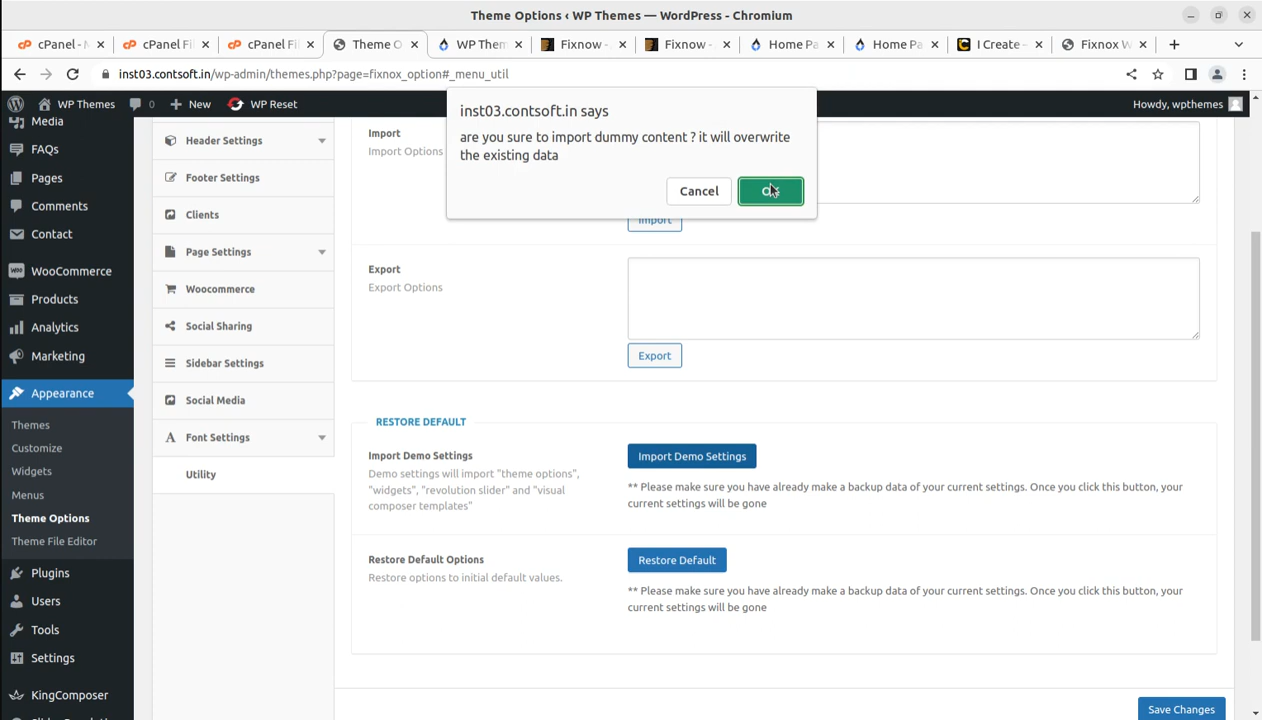 Theme Options ‹ WP Themes — WordPress - Chromium
cPanel - M
cPanel Fi
cPanel Fi
Theme O
WP Them
Fixnow -
Fixnow -
Home Pa
Home Pa
I Create -
Fixnox W
inst03.contsoft.in/wp-admin/themes.php?page=fixnox_option#_menu_util
WP Themes
0
New
WP Reset
Howdy, wpthemes
inst03.contsoft.in says
are you sure to import dummy content ? it will overwrite
the existing data
Cancel
Media
FAQs
Pages
Comments
Contact
WooCommerce
Products
Analytics
Marketing
Appearance
Themes
Customize
Widgets
Menus
Theme Options
Theme File Editor
Plugins
Users
Tools
Settings
KingComposer
Header Settings
Footer Settings
Clients
Page Settings
Woocommerce
Social Sharing
Sidebar Settings
Social Media
Font Settings
Utility
Import
Import Options
Import
Export
Export Options
Export
RESTORE DEFAULT
Import Demo Settings
Demo settings will import "theme options",
"widgets", "revolution slider" and "visual
composer templates"
Import Demo Settings
** Please make sure you have already make a backup data of your current settings. Once you click this button, your
current settings will be gone
Restore Default Options
Restore options to initial default values.
Restore Default
** Please make sure you have already make a backup data of your current settings. Once you click this button, your
current settings will be gone
Save Changes